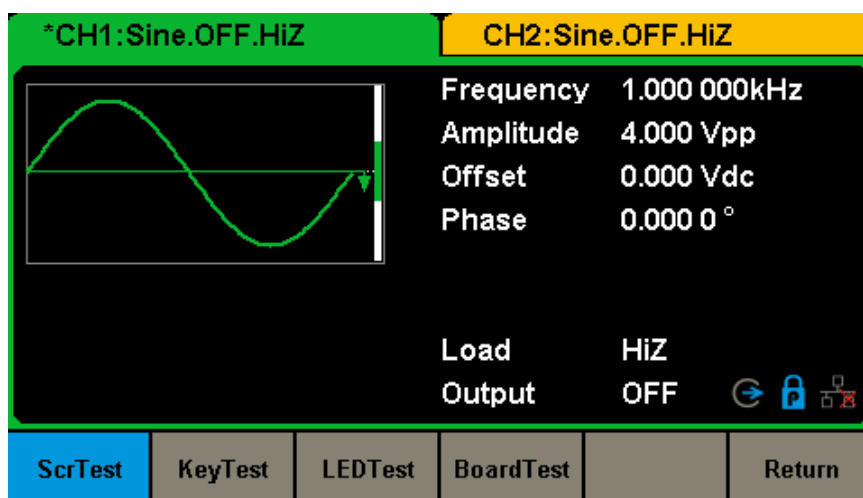 *CH1:Sine.OFF.HiZ CH2:Sine.OFF.HiZ
Frequency 1.000 000kHz
Amplitude 4.000 Vpp
Offset 0.000 Vdc
Phase 0.000 0 °
Load HiZ
Output OFF P
ScrTest KeyTest LEDTest BoardTest Return